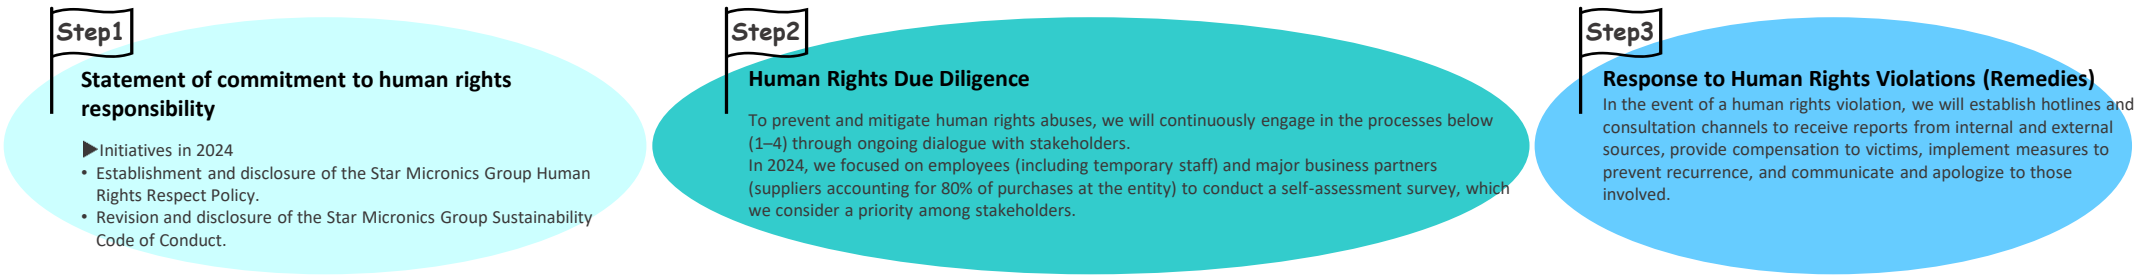 Step1
Statement of commitment to human rights
responsibility
▶Initiatives in 2024
• Establishment and disclosure of the Star Micronics Group Human
Rights Respect Policy.
• Revision and disclosure of the Star Micronics Group Sustainability
Code of Conduct.
Step2
Human Rights Due Diligence
To prevent and mitigate human rights abuses, we will continuously engage in the processes below
(1–4) through ongoing dialogue with stakeholders.
In 2024, we focused on employees (including temporary staff) and major business partners
(suppliers accounting for 80% of purchases at the entity) to conduct a self-assessment survey, which
we consider a priority among stakeholders.
Step3
Response to Human Rights Violations (Remedies)
In the event of a human rights violation, we will establish hotlines and
consultation channels to receive reports from internal and external
sources, provide compensation to victims, implement measures to
prevent recurrence, and communicate and apologize to those
involved.